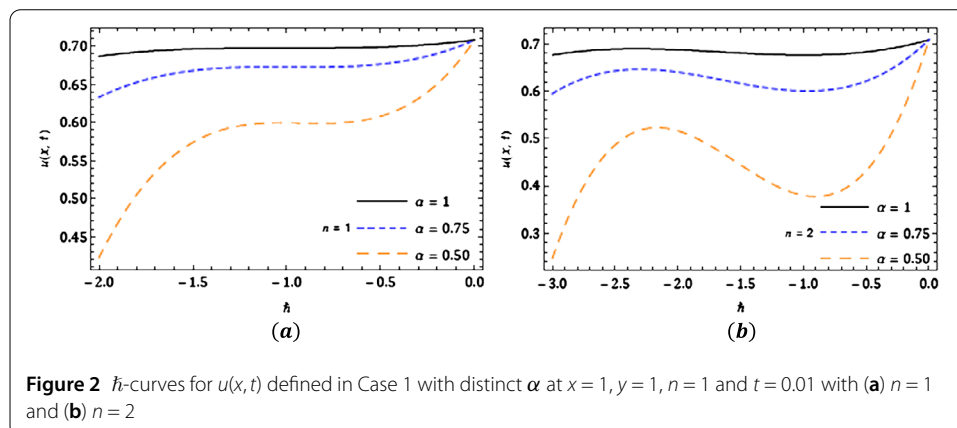 0.70
0.65
0.60
0.55
0.50
0.45
u(x, t)
α = 1
n = 1 α = 0.75
α = 0.50
-2.0 -1.5 -1.0 -0.5 0.0
ℏ
(a)
0.7
0.6
0.5
0.4
0.3
u(x, t)
α = 1
n = 2 α = 0.75
α = 0.50
-3.0 -2.5 -2.0 -1.5 -1.0 -0.5 0.0
ℏ
(b)
Figure 2 ℏ-curves for u(x, t) defined in Case 1 with distinct α at x = 1, y = 1, n = 1 and t = 0.01 with (a) n = 1
and (b) n = 2